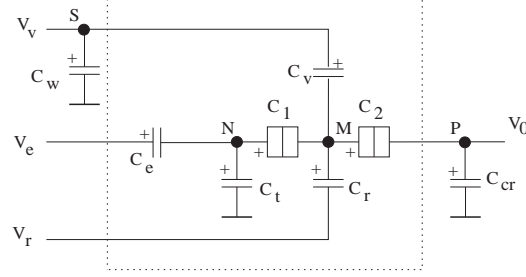 S
V_v
+
C_w
+
C_v
C_1
C_2
N
M
P
V_0
V_e
+
C_e
+
+
+
C_t
+
C_r
+
C_cr
V_r